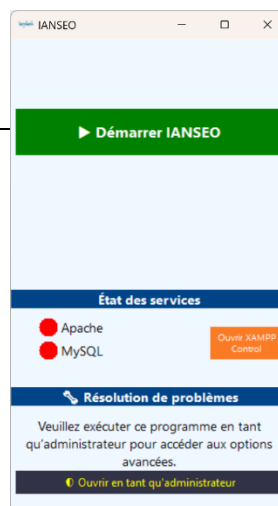 IANSEO
▶ Démarrer IANSEO
État des services
Apache
MySQL
Ouvrir XAMPP
Control
Résolution de problèmes
Veuillez exécuter ce programme en tant
qu'administrateur pour accéder aux options
avancées.
Ouvrir en tant qu'administrateur